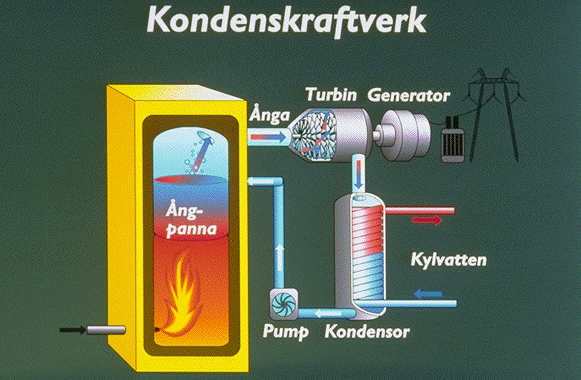 Kondenskraftverk
Turbin Generator
Ånga
Ång-
panna
Kylvatten
Pump Kondensor